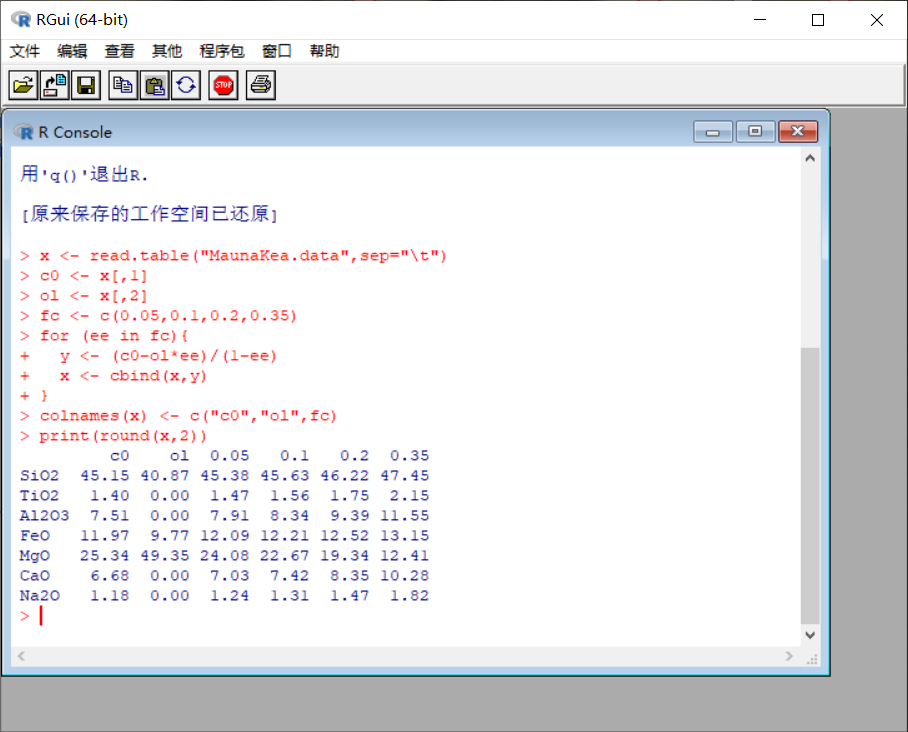 RGui (64-bit)
文件 编辑 查看 其他 程序包 窗口 帮助
STOP
R Console
用'q()'退出R.
[原来保存的工作空间已还原]
> x <- read.table("MaunaKea.data",sep="\t")
> c0 <- x[,1]
> ol <- x[,2]
> fc <- c(0.05,0.1,0.2,0.35)
> for (ee in fc){
+   y <- (c0-ol*ee)/(1-ee)
+   x <- cbind(x,y)
+ }
> colnames(x) <- c("c0","ol",fc)
> print(round(x,2))
         c0    ol  0.05   0.1   0.2  0.35
SiO2  45.15 40.87 45.38 45.63 46.22 47.45
TiO2   1.40  0.00  1.47  1.56  1.75  2.15
Al2O3  7.51  0.00  7.91  8.34  9.39 11.55
FeO   11.97  9.77 12.09 12.21 12.52 13.15
MgO   25.34 49.35 24.08 22.67 19.34 12.41
CaO    6.68  0.00  7.03  7.42  8.35 10.28
Na2O   1.18  0.00  1.24  1.31  1.47  1.82
>